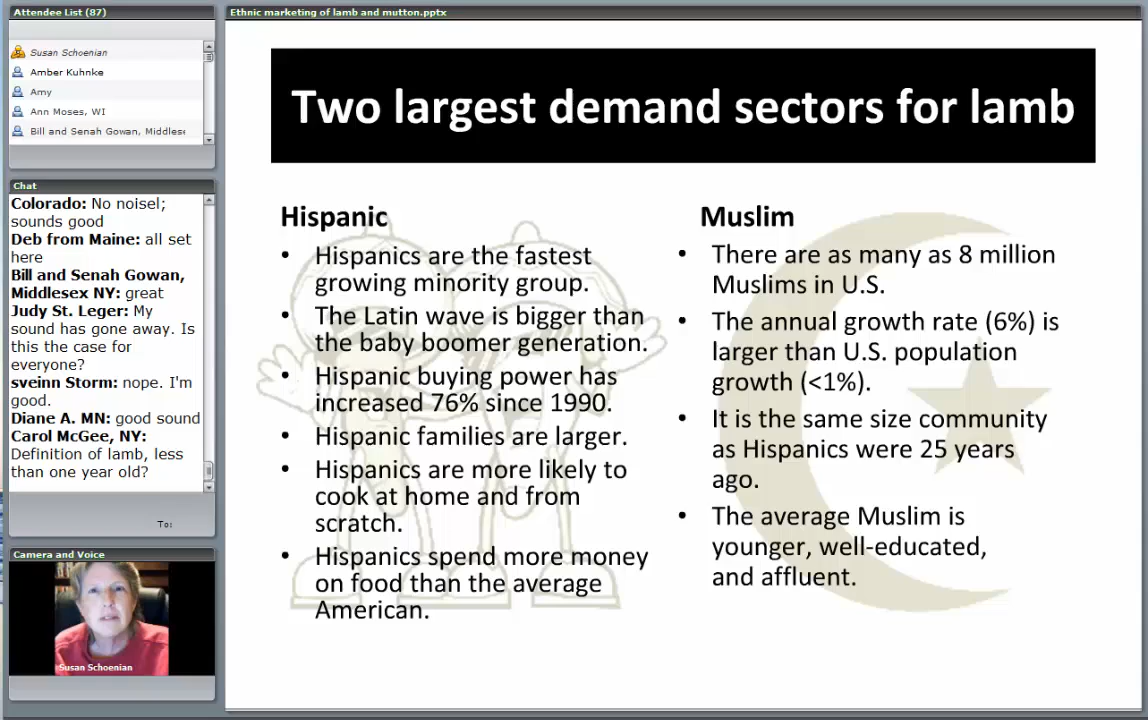 Attendee List (87)
Susan Schoenian
Amber Kuhnke
Amy
Ann Moses, WI
Bill and Senah Gowan, Middlese
Chat
Colorado: No noisel;
sounds good
Deb from Maine: all set
here
Bill and Senah Gowan,
Middlesex NY: great
Judy St. Leger: My
sound has gone away. Is
this the case for
everyone?
sveinn Storm: nope. I'm
good.
Diane A. MN: good sound
Carol McGee, NY:
Definition of lamb, less
than one year old?
To:
Camera and Voice
Susan Schoenian
Ethnic marketing of lamb and mutton.pptx
Two largest demand sectors for lamb
Hispanic
• Hispanics are the fastest
growing minority group.
• The Latin wave is bigger than
the baby boomer generation.
• Hispanic buying power has
increased 76% since 1990.
• Hispanic families are larger.
• Hispanics are more likely to
cook at home and from
scratch.
• Hispanics spend more money
on food than the average
American.
Muslim
• There are as many as 8 million
Muslims in U.S.
• The annual growth rate (6%) is
larger than U.S. population
growth (<1%).
• It is the same size community
as Hispanics were 25 years
ago.
• The average Muslim is
younger, well-educated,
and affluent.